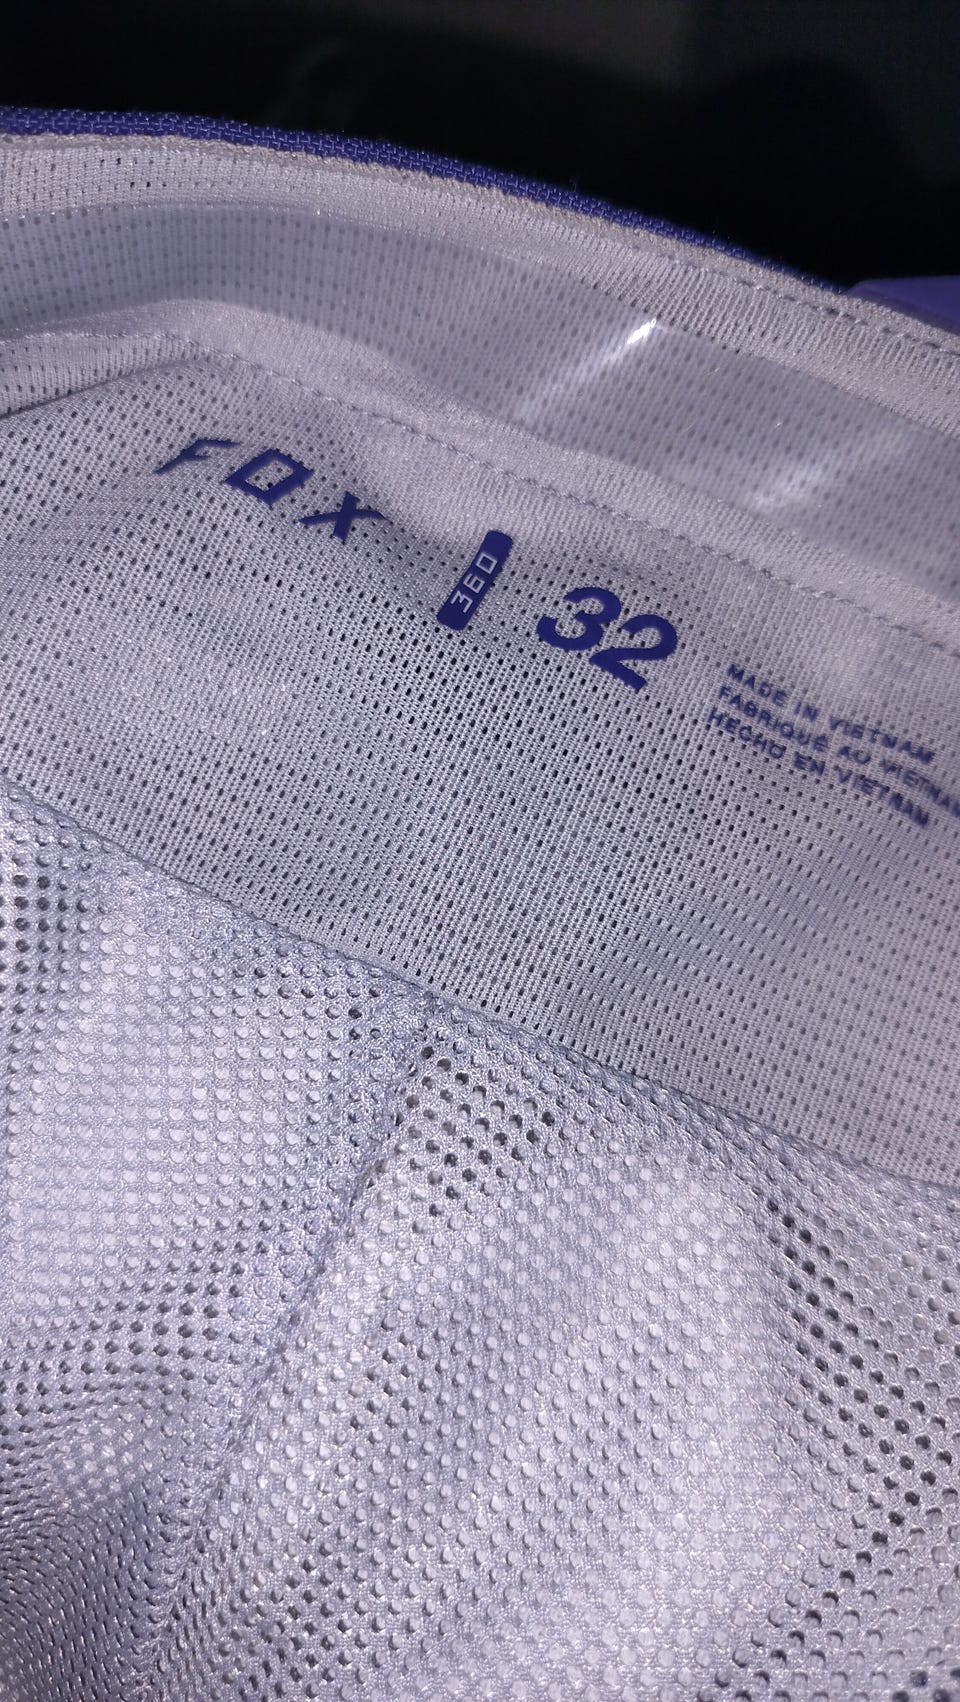 FOX 360 32
MADE IN VIETNAM
FABRIQUÉ AU VIETNAM
HECHO EN VIETNAM